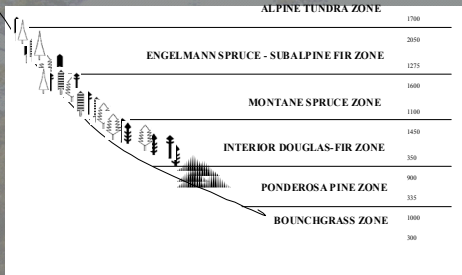 ALPINE TUNDRA ZONE
1700
2050
ENGELMANN SPRUCE - SUBALPINE FIR ZONE
1275
1600
MONTANE SPRUCE ZONE
1100
1450
INTERIOR DOUGLAS-FIR ZONE
350
900
PONDEROSA PINE ZONE
335
1000
BOUNCHGRASS ZONE
300